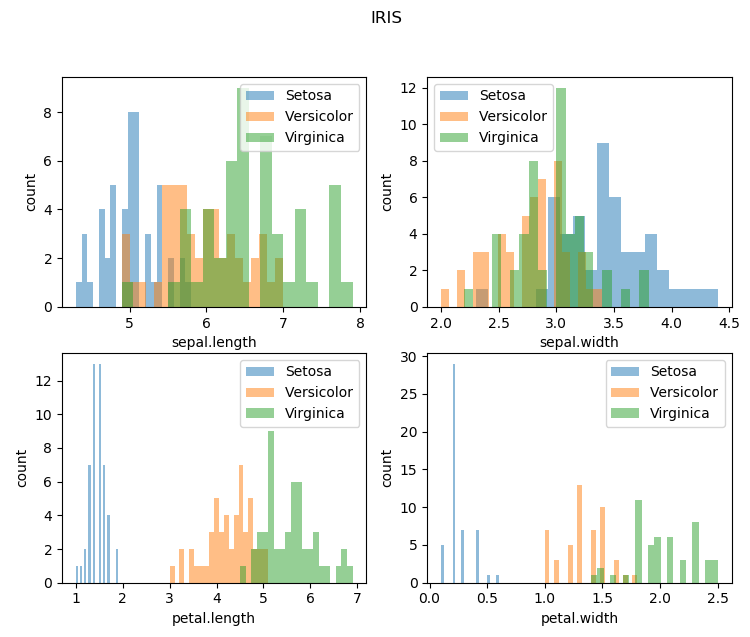 IRIS
count
8
6
4
2
0
Setosa
Versicolor
Virginica
5 6 7 8
sepal.length
count
12
10
8
6
4
2
0
Setosa
Versicolor
Virginica
2.0 2.5 3.0 3.5 4.0 4.5
sepal.width
count
12
10
8
6
4
2
0
Setosa
Versicolor
Virginica
1 2 3 4 5 6 7
petal.length
count
30
25
20
15
10
5
0
Setosa
Versicolor
Virginica
0.0 0.5 1.0 1.5 2.0 2.5
petal.width